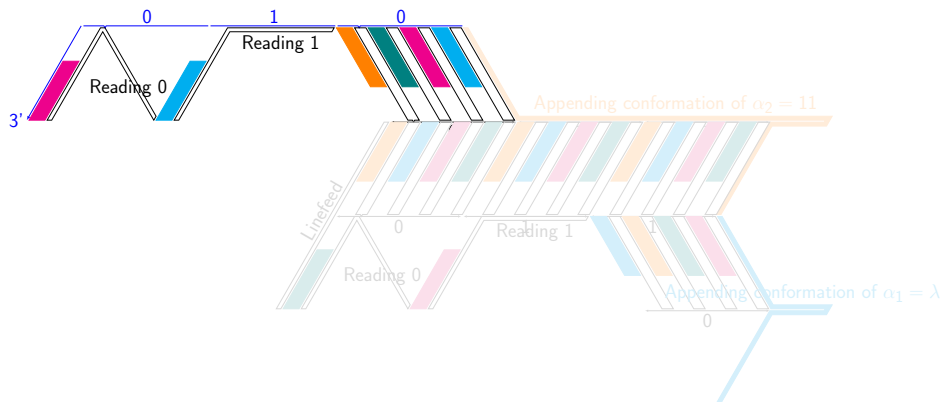 0 1 0
Reading 1
Reading 0
3'
Appending conformation of α₂ = 11
Linefeed
0 1 1
Reading 1
Reading 0
Appending conformation of α₁ = λ
0